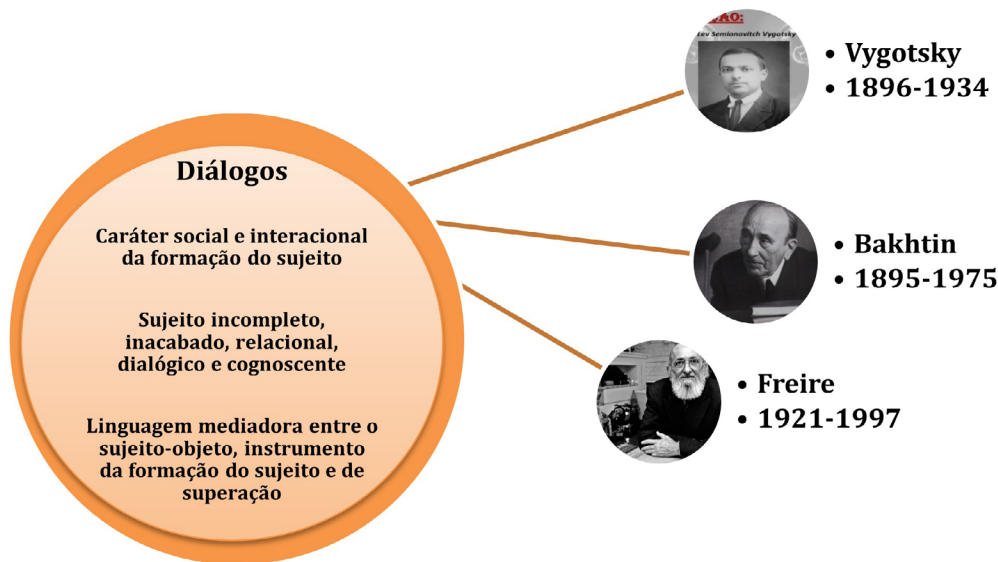 Diálogos
Caráter social e interacional
da formação do sujeito
Sujeito incompleto,
inacabado, relacional,
dialógico e cognoscente
Linguagem mediadora entre o
sujeito-objeto, instrumento
da formação do sujeito e de
superação
ÇÃO:
Lev Semionovitch Vygotsky
• Vygotsky
• 1896-1934
• Bakhtin
• 1895-1975
• Freire
• 1921-1997